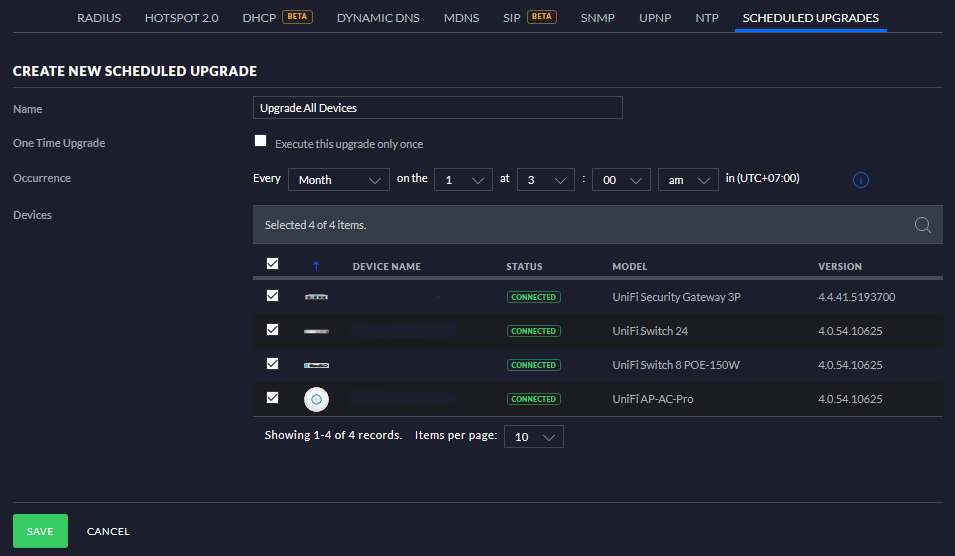 RADIUS HOTSPOT 2.0 DHCP BETA DYNAMIC DNS MDNS SIP BETA SNMP UPNP NTP SCHEDULED UPGRADES
CREATE NEW SCHEDULED UPGRADE
Name Upgrade All Devices
One Time Upgrade Execute this upgrade only once
Occurrence Every Month on the 1 at 3 : 00 am in (UTC+07:00)
Devices Selected 4 of 4 items.
DEVICE NAME STATUS MODEL VERSION
CONNECTED UniFi Security Gateway 3P 4.4.41.5193700
CONNECTED UniFi Switch 24 4.0.54.10625
CONNECTED UniFi Switch 8 POE-150W 4.0.54.10625
CONNECTED UniFi AP-AC-Pro 4.0.54.10625
Showing 1-4 of 4 records. Items per page: 10
SAVE CANCEL